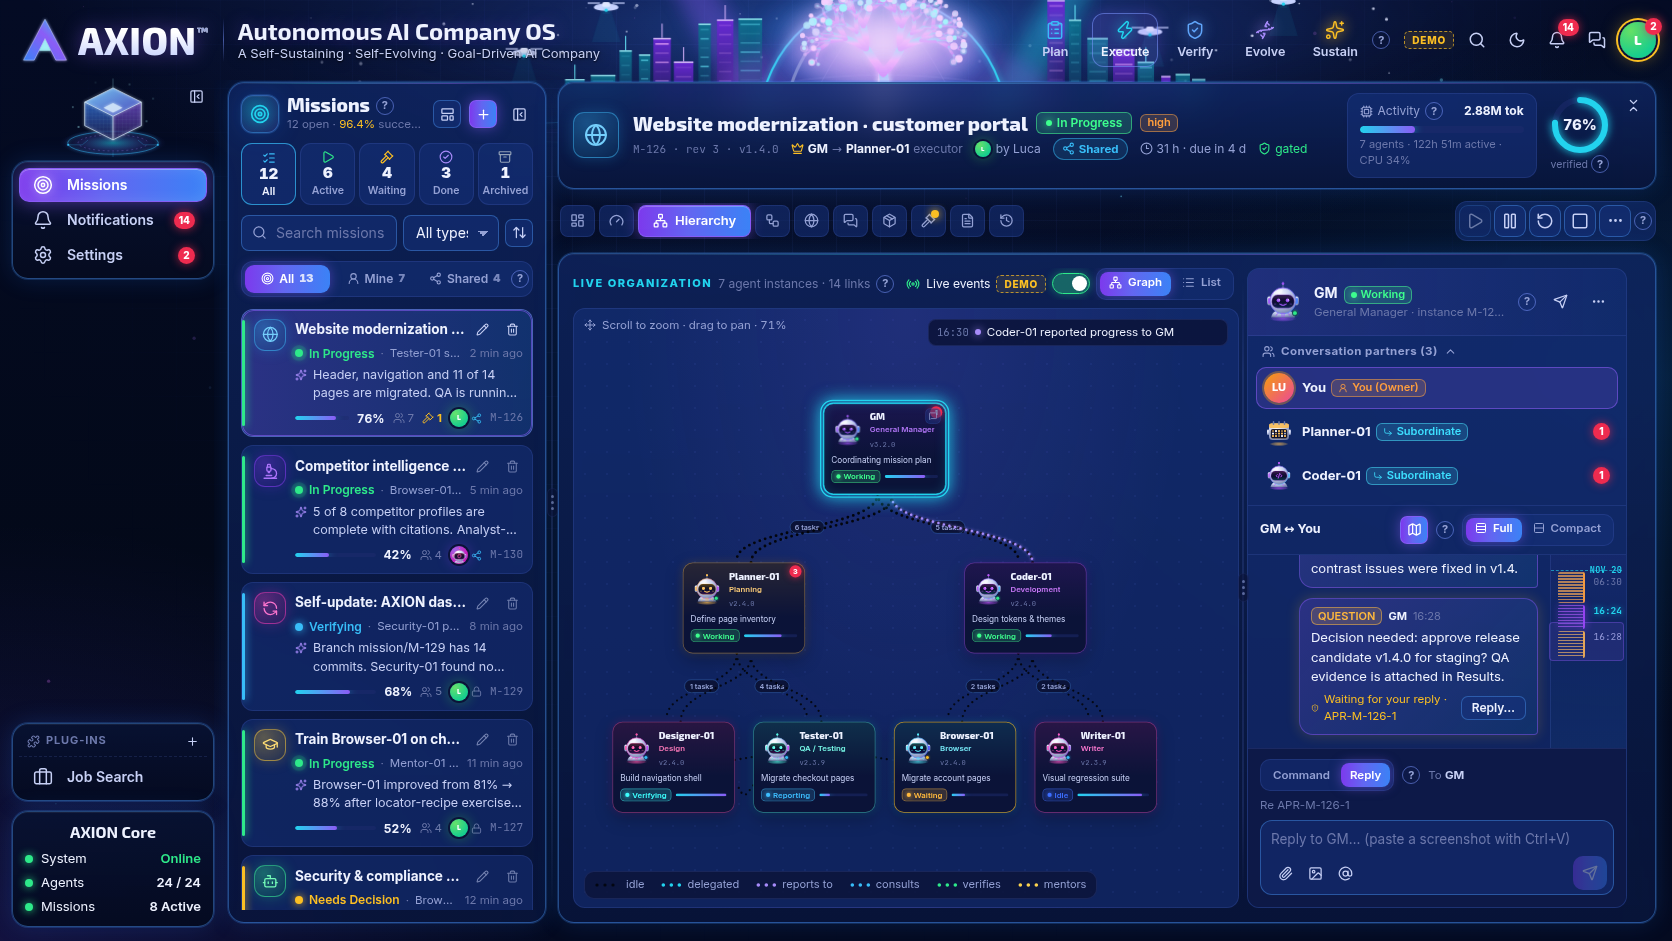 AXION™
Autonomous AI Company OS
A Self-Sustaining · Self-Evolving · Goal-Driven AI Company
Plan
Execute
Verify
Evolve
Sustain
?
DEMO
14
L
2
Missions
Notifications
14
Settings
2
PLUG-INS
+
Job Search
AXION Core
System
Online
Agents
24 / 24
Missions
8 Active
Missions ?
12 open · 96.4% succe...
+
12
All
6
Active
4
Waiting
3
Done
1
Archived
Search missions
All types
All 13
Mine 7
Shared 4
?
Website modernization ...
In Progress · Tester-01 s... 2 min ago
Header, navigation and 11 of 14
pages are migrated. QA is runnin...
76% 7 1 L M-126
Competitor intelligence ...
In Progress · Browser-01... 5 min ago
5 of 8 competitor profiles are
complete with citations. Analyst-...
42% 4 M-130
Self-update: AXION das...
Verifying · Security-01 p... 8 min ago
Branch mission/M-129 has 14
commits. Security-01 found no...
68% 5 L M-129
Train Browser-01 on ch...
In Progress · Mentor-01 ... 11 min ago
Browser-01 improved from 81% →
88% after locator-recipe exercise...
52% 4 L M-127
Security & compliance ...
Needs Decision · Brow... 12 min ago
Website modernization · customer portal
In Progress
high
M-126 · rev 3 · v1.4.0 GM → Planner-01 executor L by Luca Shared 31 h · due in 4 d gated
Activity ? 2.88M tok
7 agents · 122h 51m active ·
CPU 34%
76%
verified ?
Hierarchy
?
LIVE ORGANIZATION 7 agent instances · 14 links ? Live events DEMO
Graph
List
Scroll to zoom · drag to pan · 71%
16:30 Coder-01 reported progress to GM
GM
General Manager
v3.2.0
Coordinating mission plan
Working
6 tasks
5 tasks
Planner-01
3
Planning
v2.4.0
Define page inventory
Working
Coder-01
Development
v2.4.0
Design tokens & themes
Working
1 tasks
4 tasks
2 tasks
2 tasks
Designer-01
Design
v2.4.0
Build navigation shell
Verifying
Tester-01
QA / Testing
v2.3.9
Migrate checkout pages
Reporting
Browser-01
Browser
v2.4.0
Migrate account pages
Waiting
Writer-01
Writer
v2.3.9
Visual regression suite
Idle
idle
delegated
reports to
consults
verifies
mentors
GM Working
General Manager · instance M-12...
?
Conversation partners (3)
LU You You (Owner)
Planner-01 Subordinate 1
Coder-01 Subordinate 1
GM ↔ You
?
Full
Compact
contrast issues were fixed in v1.4.
QUESTION GM 16:28
Decision needed: approve release
candidate v1.4.0 for staging? QA
evidence is attached in Results.
Waiting for your reply ·
APR-M-126-1
Reply...
NOV 20
06:30
16:24
16:28
Command
Reply
? To GM
Re APR-M-126-1
Reply to GM... (paste a screenshot with Ctrl+V)